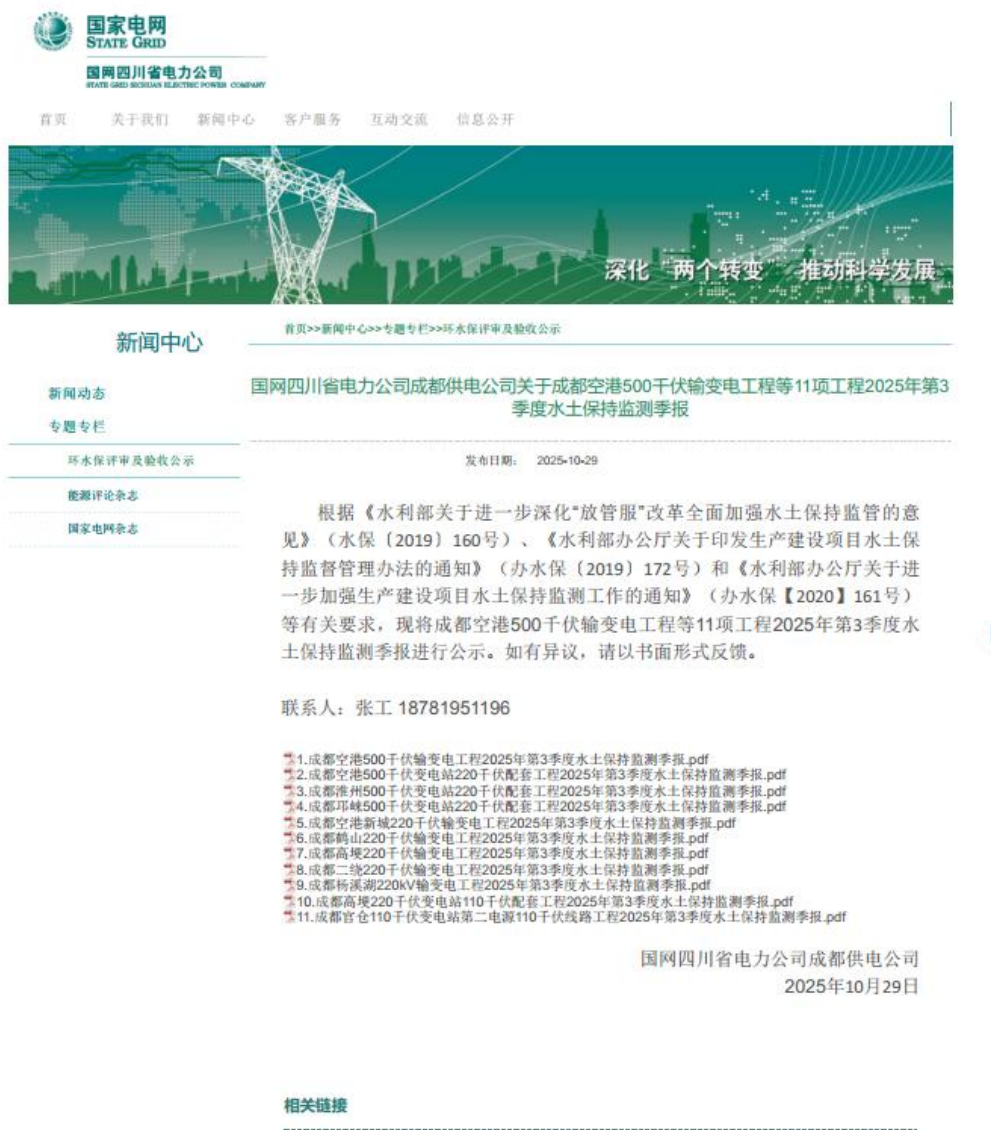 国家电网
STATE GRID
国网四川省电力公司
STATE GRID SICHUAN ELECTRIC POWER COMPANY
首页 关于我们 新闻中心 客户服务 互动交流 信息公开
深化“两个转变” 推动科学发展
新闻中心
首页>>新闻中心>>专题专栏>>环水保评审及验收公示
新闻动态
专题专栏
环水保评审及验收公示
能源评论杂志
国家电网杂志
国网四川省电力公司成都供电公司关于成都空港500千伏输变电工程等11项工程2025年第3
季度水土保持监测季报
发布日期： 2025-10-29
根据《水利部关于进一步深化“放管服”改革全面加强水土保持监管的意
见》（水保〔2019〕160号）、《水利部办公厅关于印发生产建设项目水土保
持监督管理办法的通知》（办水保〔2019〕172号）和《水利部办公厅关于进
一步加强生产建设项目水土保持监测工作的通知》（办水保【2020】161号）
等有关要求，现将成都空港500千伏输变电工程等11项工程2025年第3季度水
土保持监测季报进行公示。如有异议，请以书面形式反馈。
联系人：张工 18781951196
1.成都空港500千伏输变电工程2025年第3季度水土保持监测季报.pdf
2.成都空港500千伏变电站220千伏配套工程2025年第3季度水土保持监测季报.pdf
3.成都淮州500千伏变电站220千伏配套工程2025年第3季度水土保持监测季报.pdf
4.成都邛崃500千伏变电站220千伏配套工程2025年第3季度水土保持监测季报.pdf
5.成都空港新城220千伏输变电工程2025年第3季度水土保持监测季报.pdf
6.成都鹤山220千伏输变电工程2025年第3季度水土保持监测季报.pdf
7.成都高埂220千伏输变电工程2025年第3季度水土保持监测季报.pdf
8.成都二绕220千伏输变电工程2025年第3季度水土保持监测季报.pdf
9.成都杨溪湖220kV输变电工程2025年第3季度水土保持监测季报.pdf
10.成都高埂220千伏变电站110千伏配套工程2025年第3季度水土保持监测季报.pdf
11.成都官仓110千伏变电站第二电源110千伏线路工程2025年第3季度水土保持监测季报.pdf
国网四川省电力公司成都供电公司
2025年10月29日
相关链接